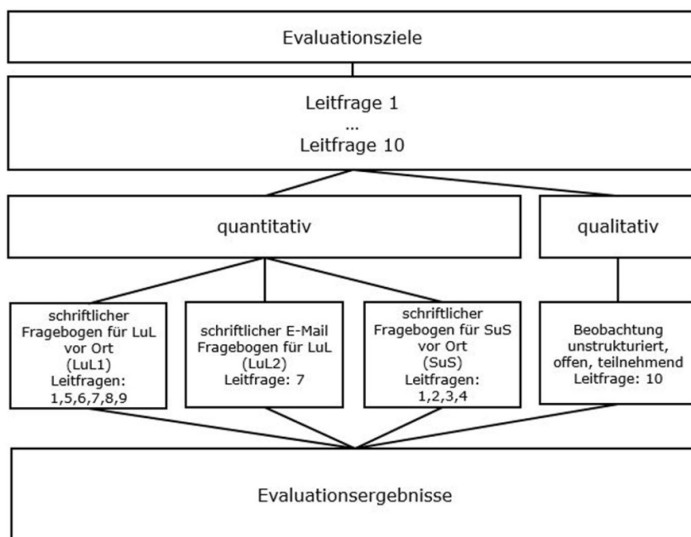 Evaluationsziele
Leitfrage 1
...
Leitfrage 10
quantitativ
qualitativ
schriftlicher
Fragebogen für LuL
vor Ort
(LuL1)
Leitfragen:
1,5,6,7,8,9
schriftlicher E-Mail
Fragebogen für LuL
(LuL2)
Leitfrage: 7
schriftlicher
Fragebogen für SuS
vor Ort
(SuS)
Leitfragen:
1,2,3,4
Beobachtung
unstrukturiert,
offen, teilnehmend
Leitfrage: 10
Evaluationsergebnisse